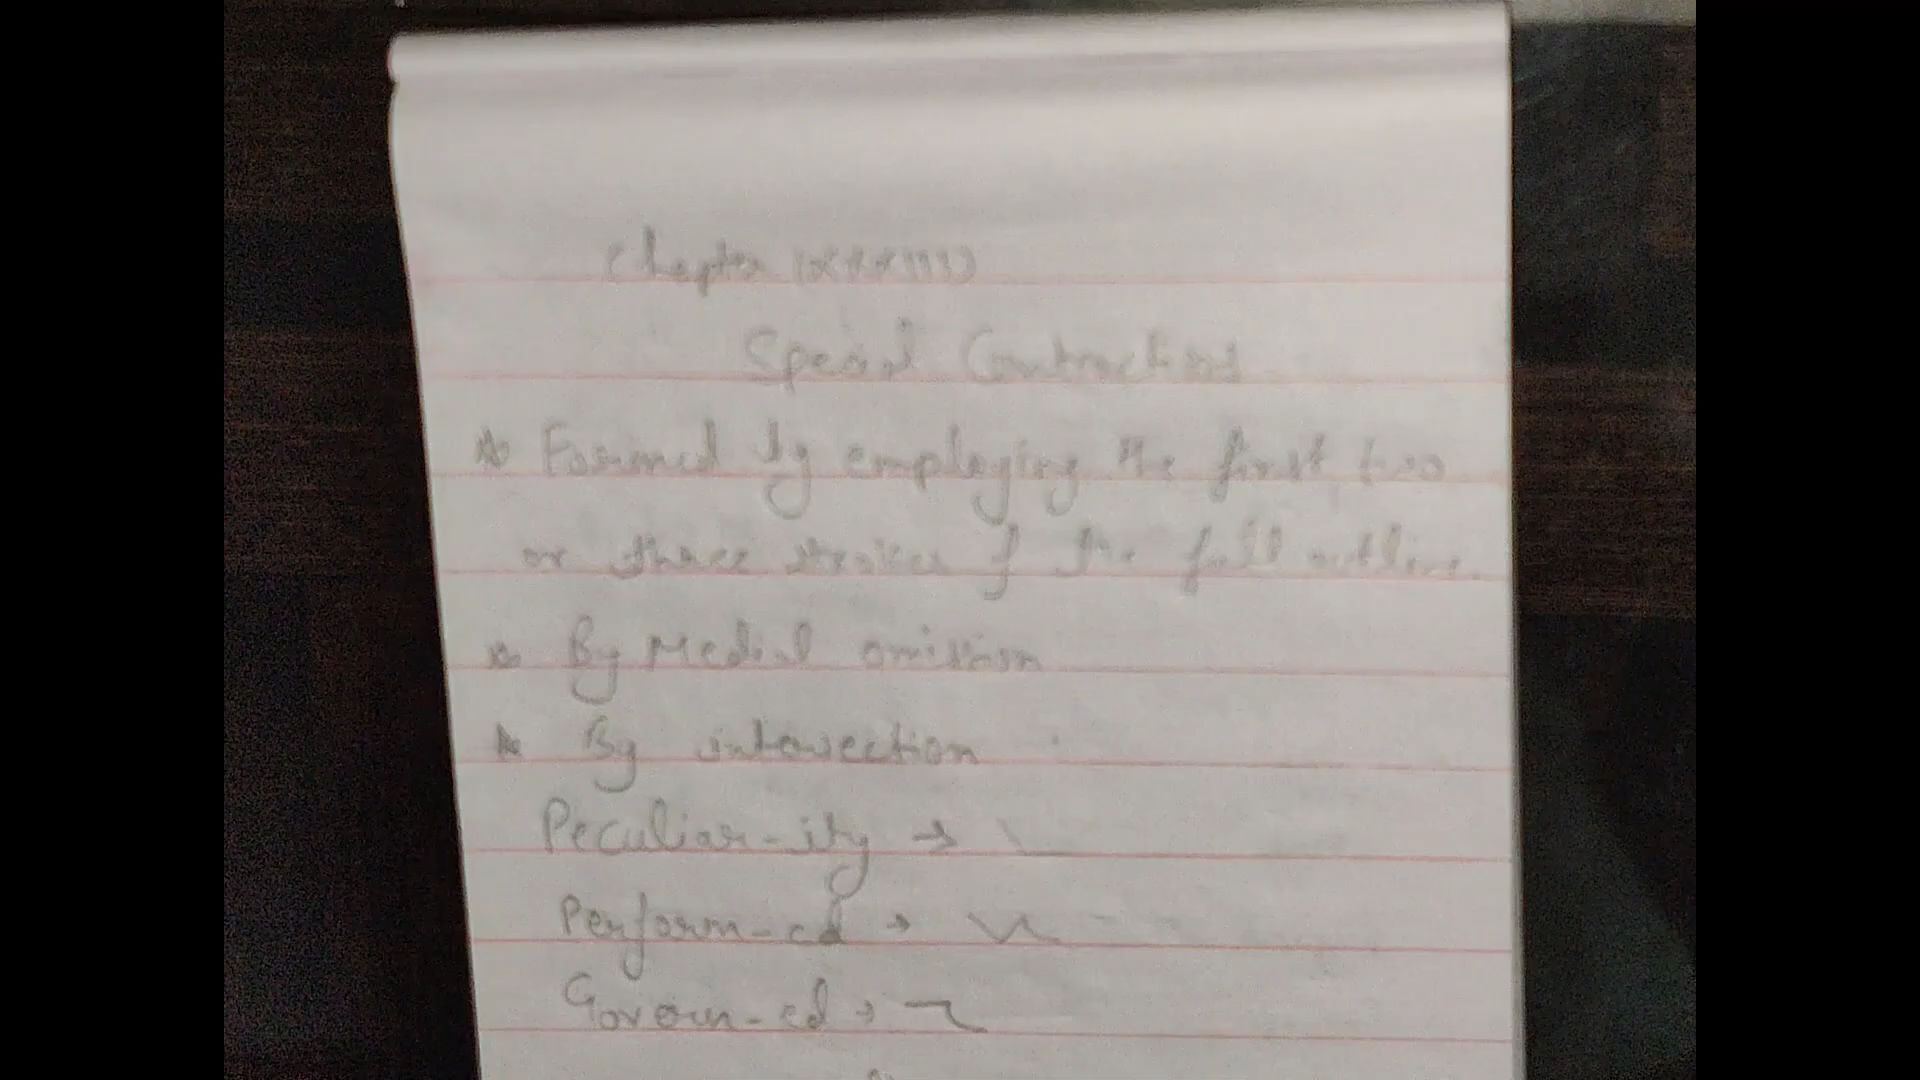 Chapter (XXXIII)
Special Contractions
Formed by employing the first two
or three strokes of the full outline.
By Medial omission
By intersection
Peculiar-ity →
Perform-ed →
Govern-ed →